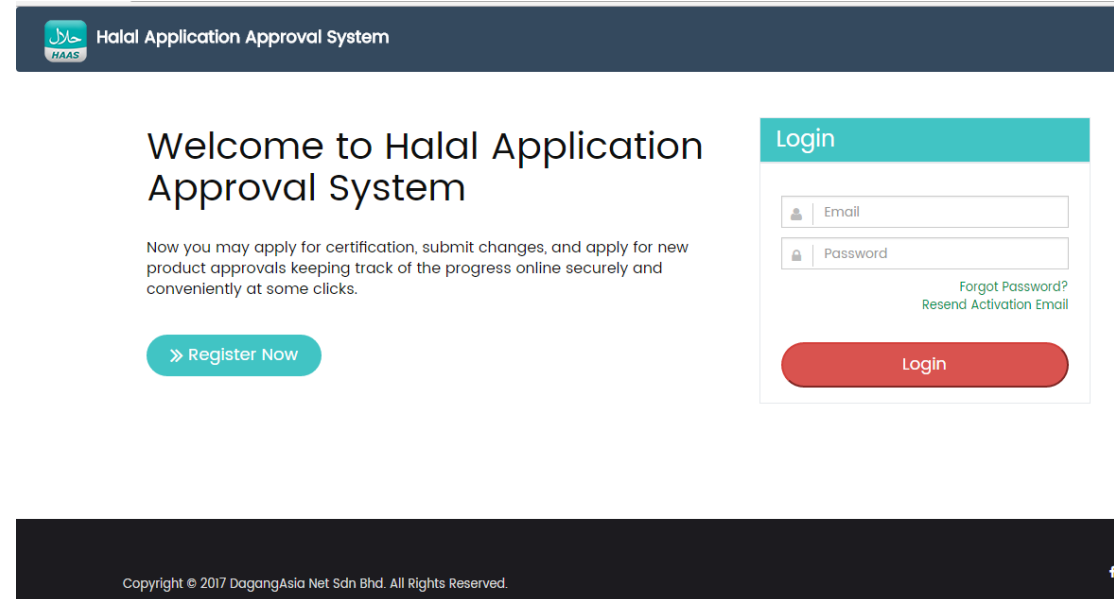 حلال
HAAS
Halal Application Approval System
Welcome to Halal Application
Approval System
Now you may apply for certification, submit changes, and apply for new
product approvals keeping track of the progress online securely and
conveniently at some clicks.
Register Now
Login
Email
Password
Forgot Password?
Resend Activation Email
Login
Copyright © 2017 DagangAsia Net Sdn Bhd. All Rights Reserved.